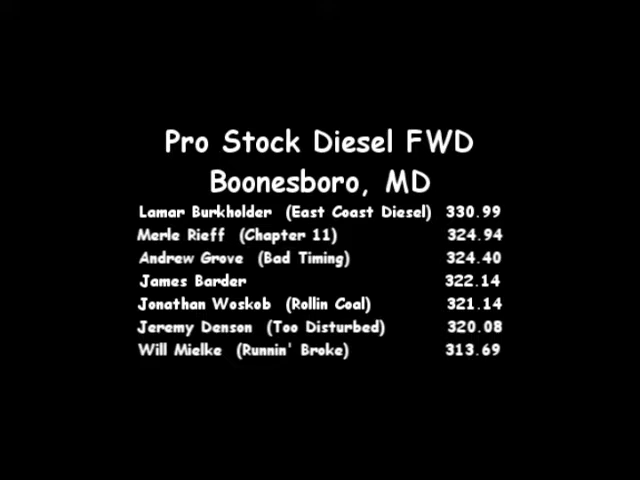 Pro Stock Diesel FWD
Boonesboro, MD
Lamar Burkholder (East Coast Diesel) 330.99
Merle Rieff (Chapter 11) 324.94
Andrew Grove (Bad Timing) 324.40
James Barder 322.14
Jonathan Woskob (Rollin Coal) 321.14
Jeremy Denson (Too Disturbed) 320.08
Will Mielke (Runnin' Broke) 313.69